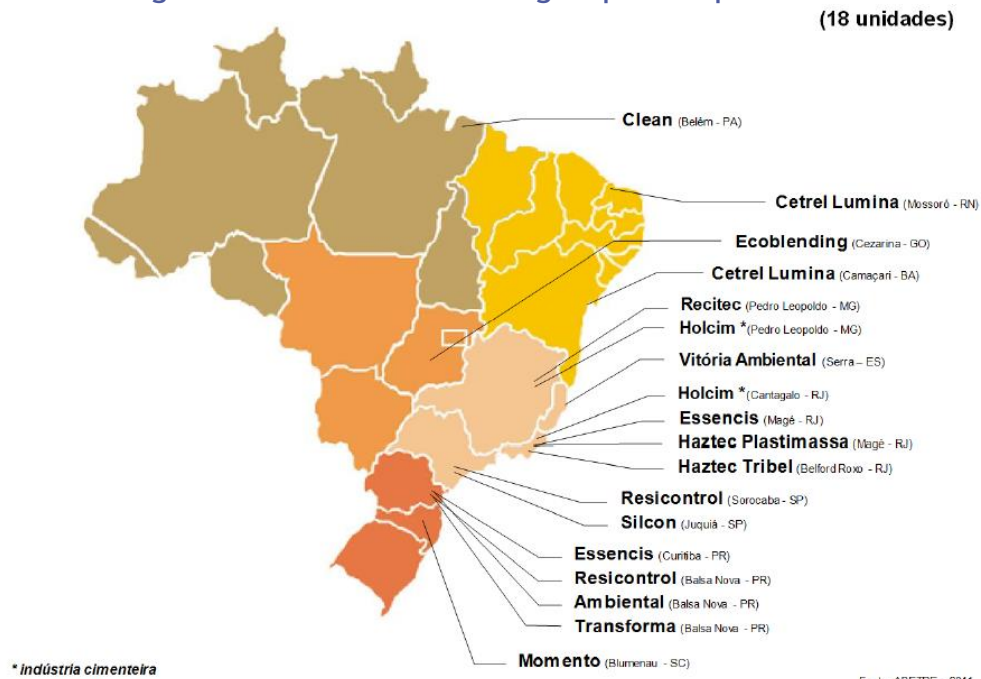 (18 unidades)
Clean (Belém - PA)
Cetrel Lumina (Mossoró - RN)
Ecoblending (Cezarina - GO)
Cetrel Lumina (Camaçari - BA)
Recitec (Pedro Leopoldo - MG)
Holcim * (Pedro Leopoldo - MG)
Vitória Ambiental (Serra – ES)
Holcim * (Cantagalo - RJ)
Essencis (Magé - RJ)
Haztec Plastimassa (Magé - RJ)
Haztec Tribel (Belford Roxo - RJ)
Resicontrol (Sorocaba - SP)
Silcon (Juquiá - SP)
Essencis (Curitiba - PR)
Resicontrol (Balsa Nova - PR)
Ambiental (Balsa Nova - PR)
Transforma (Balsa Nova - PR)
Momento (Blumenau - SC)
* indústria cimenteira